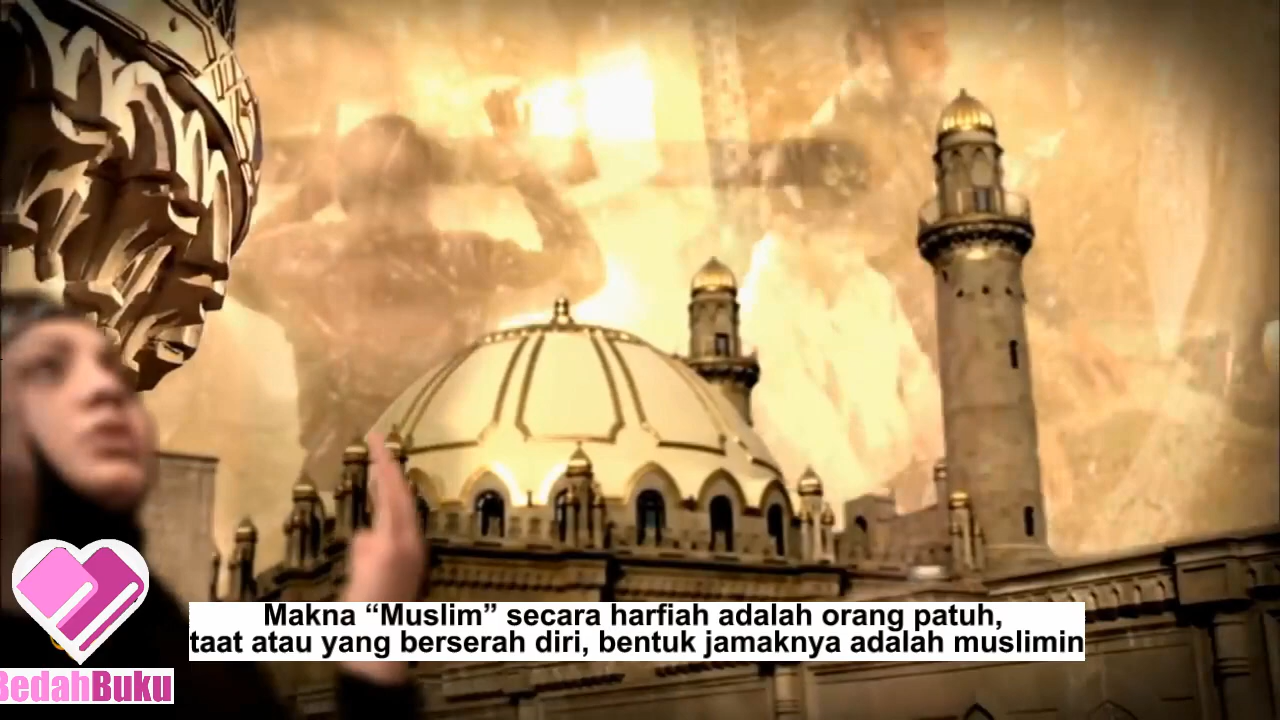 Makna “Muslim” secara harfiah adalah orang patuh,
taat atau yang berserah diri, bentuk jamaknya adalah muslimin
BedahBuku